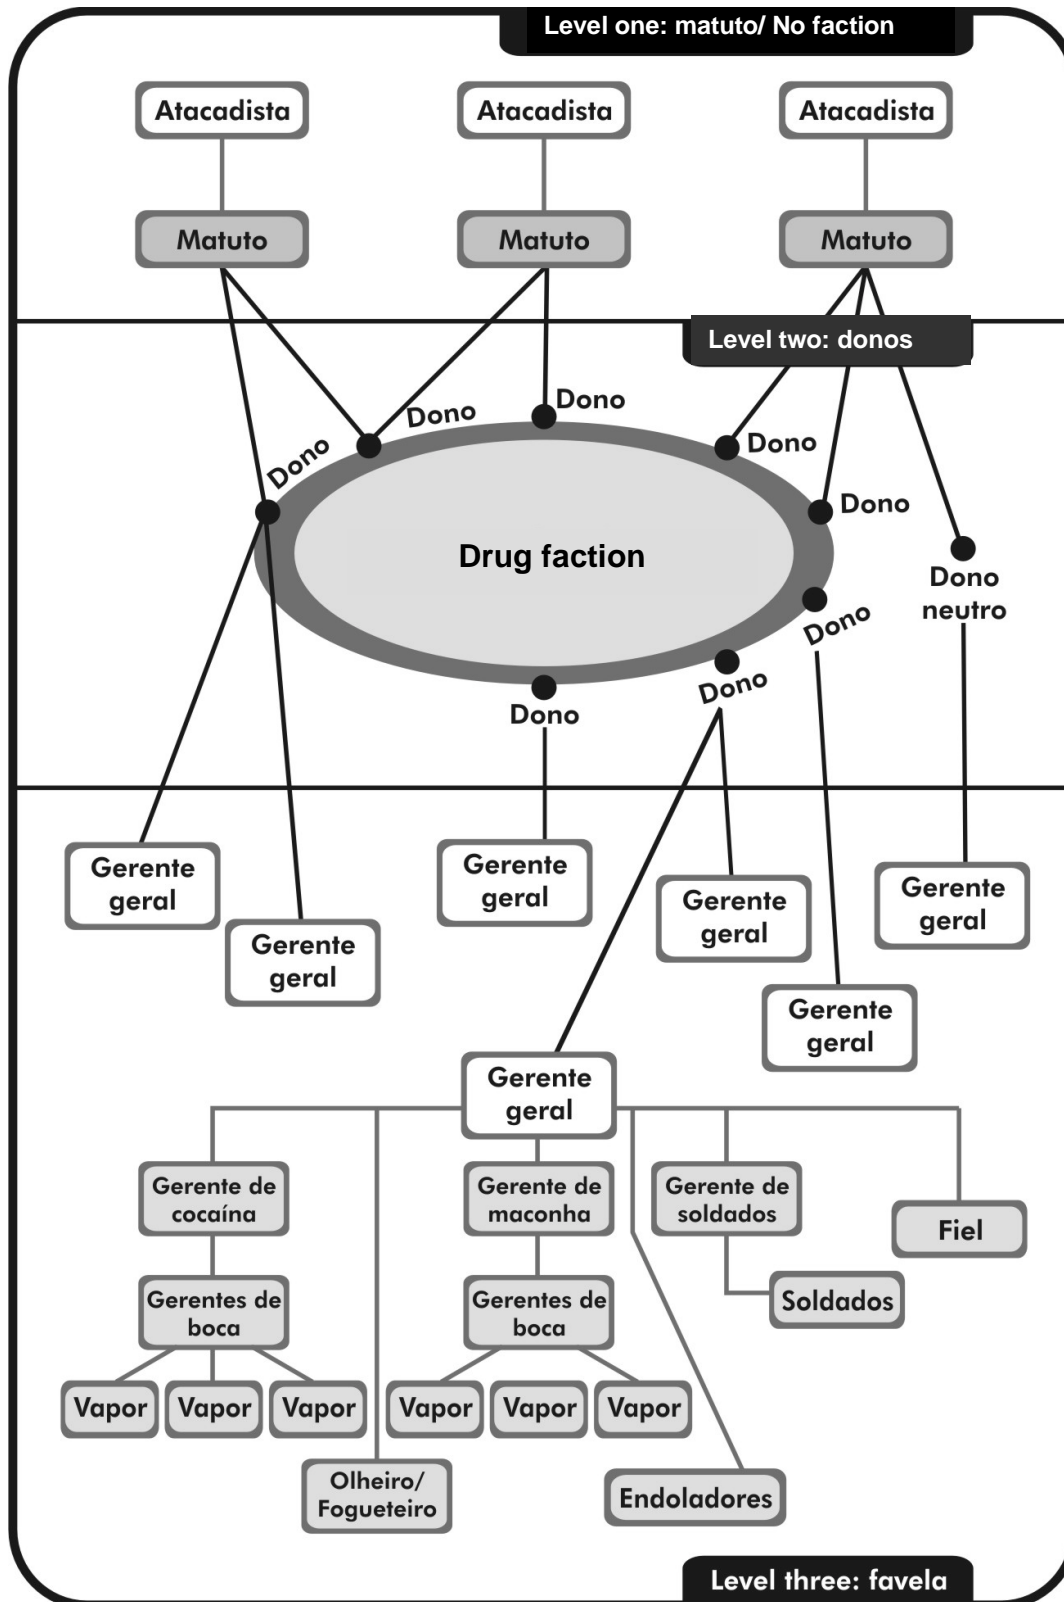 Level one: matuto/ No faction
Atacadista
Atacadista
Atacadista
Matuto
Matuto
Matuto
Level two: donos
Dono
Dono
Dono
Dono
Dono
Dono
neutro
Drug faction
Dono
Dono
Dono
Gerente
geral
Gerente
geral
Gerente
geral
Gerente
geral
Gerente
geral
Gerente
geral
Gerente
geral
Gerente de
cocaína
Gerente de
maconha
Gerente de
soldados
Fiel
Gerentes de
boca
Gerentes de
boca
Soldados
Vapor
Vapor
Vapor
Vapor
Vapor
Vapor
Olheiro/
Fogueteiro
Endoladores
Level three: favela